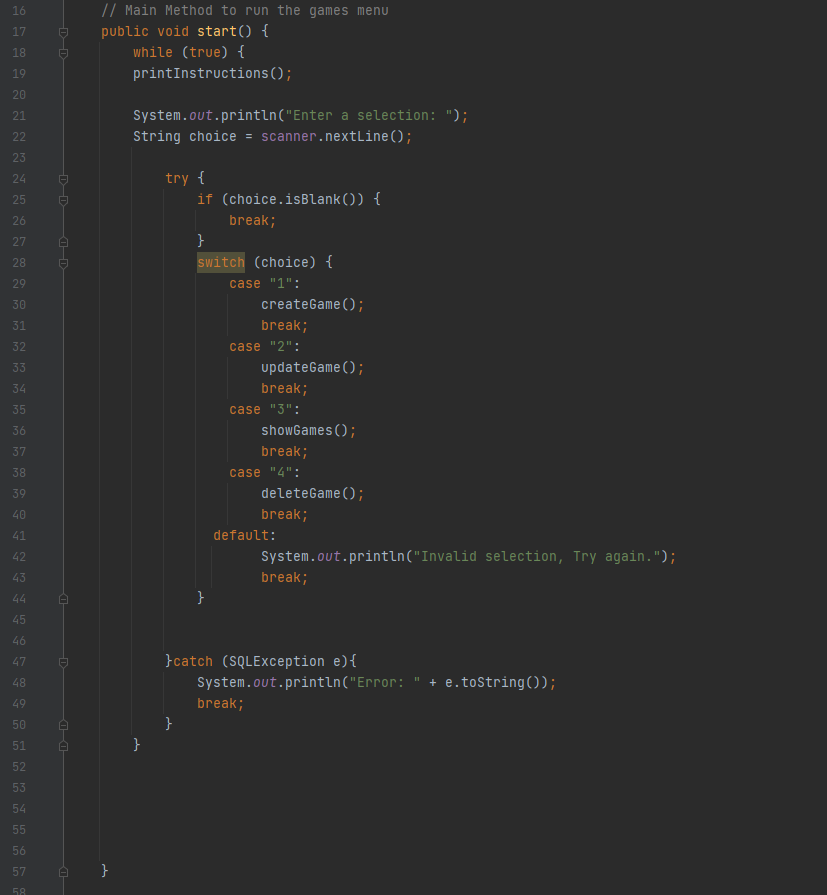 16 // Main Method to run the games menu
17 public void start() {
18 while (true) {
19 printInstructions();
20
21 System.out.println("Enter a selection: ");
22 String choice = scanner.nextLine();
23
24 try {
25 if (choice.isBlank()) {
26 break;
27 }
28 switch (choice) {
29 case "1":
30 createGame();
31 break;
32 case "2":
33 updateGame();
34 break;
35 case "3":
36 showGames();
37 break;
38 case "4":
39 deleteGame();
40 break;
41 default:
42 System.out.println("Invalid selection, Try again.");
43 break;
44 }
45
46
47 }catch (SQLException e){
48 System.out.println("Error: " + e.toString());
49 break;
50 }
51 }
52
53
54
55
56
57 }
58